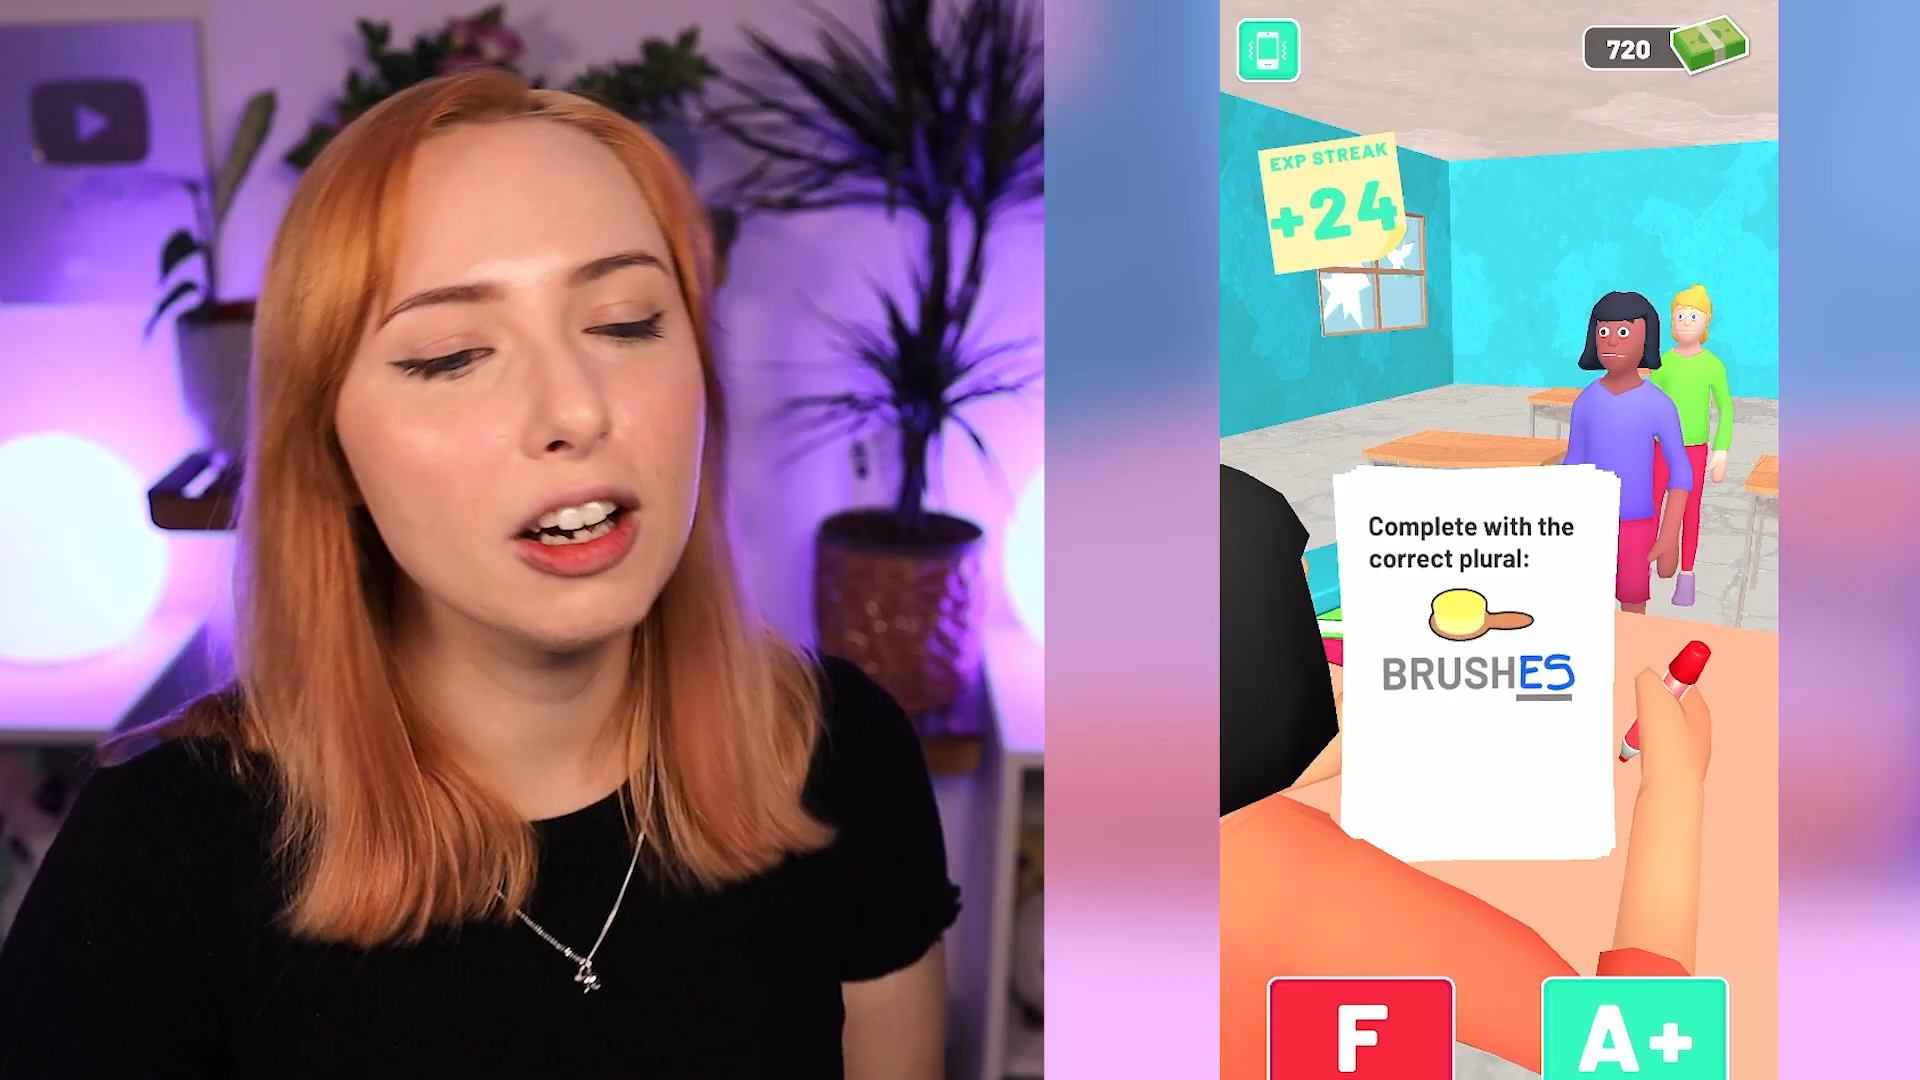 720
EXP STREAK
+24
Complete with the
correct plural:
BRUSHES
F
A+